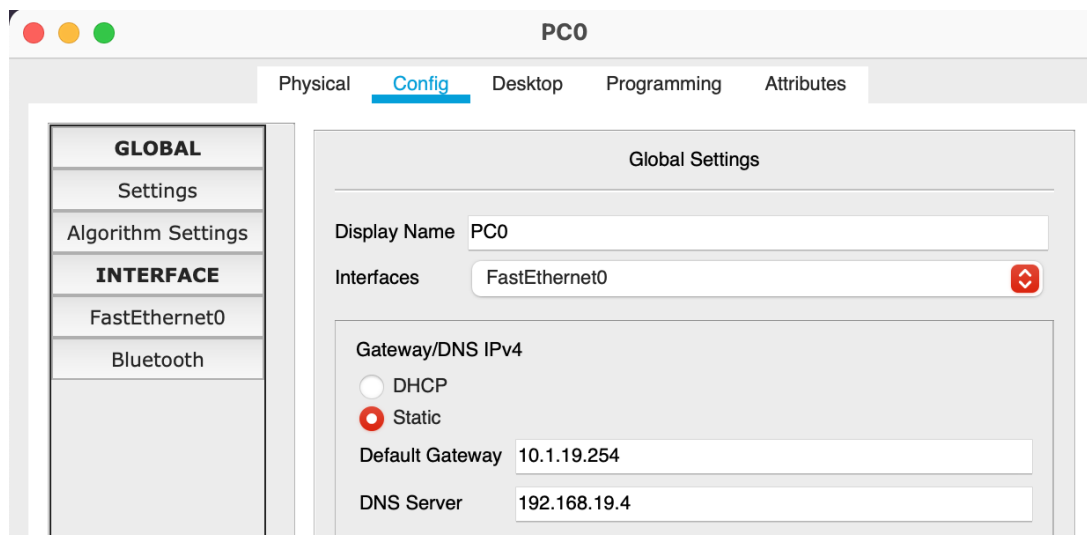 PC0
Physical Config Desktop Programming Attributes
GLOBAL
Settings
Algorithm Settings
INTERFACE
FastEthernet0
Bluetooth
Global Settings
Display Name PC0
Interfaces FastEthernet0
Gateway/DNS IPv4
DHCP
Static
Default Gateway 10.1.19.254
DNS Server 192.168.19.4